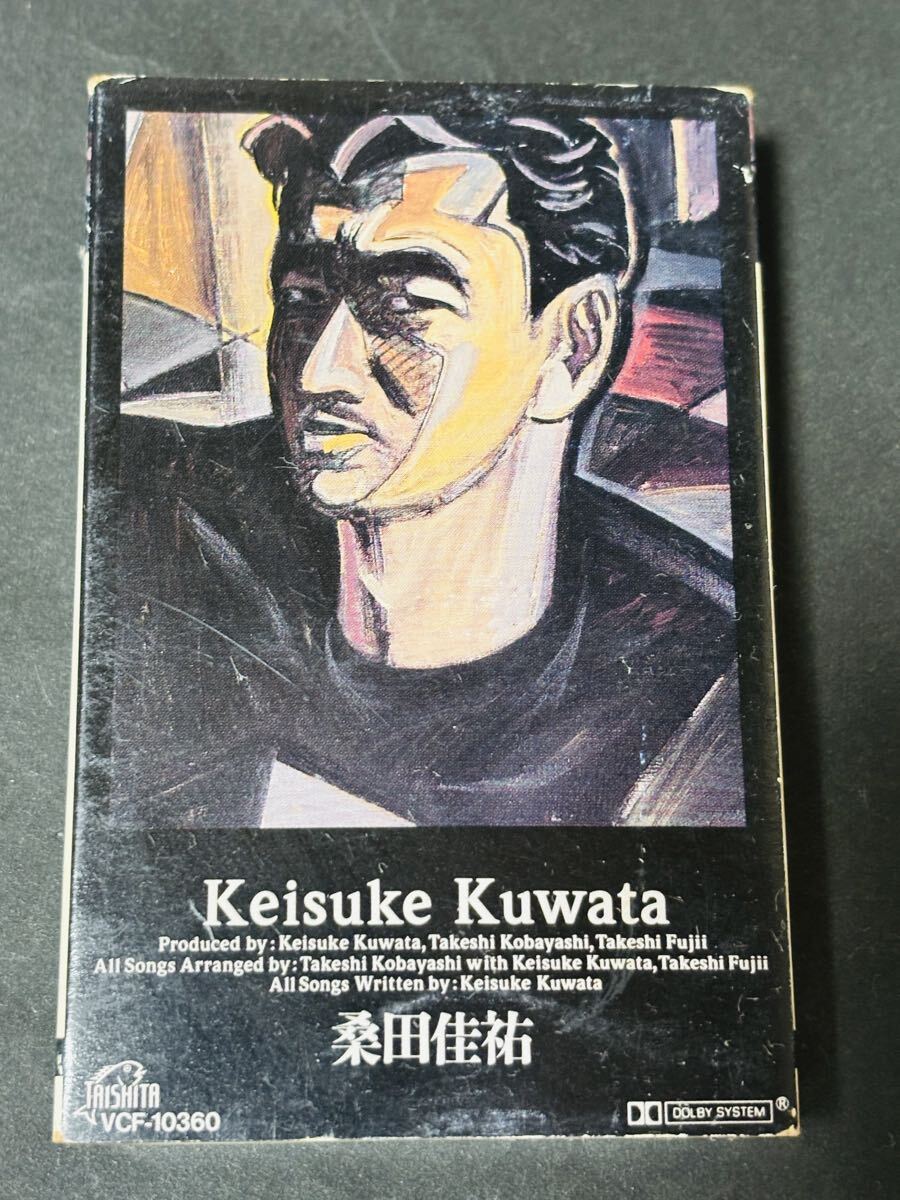 Keisuke Kuwata
Produced by:Keisuke Kuwata,Takeshi Kobayashi,Takeshi Fujii
All Songs Arranged by:Takeshi Kobayashi with Keisuke Kuwata,Takeshi Fujii
All Songs Written by:Keisuke Kuwata
桑田佳祐
TAISHITA
VCF-10360
DOLBY SYSTEM ®